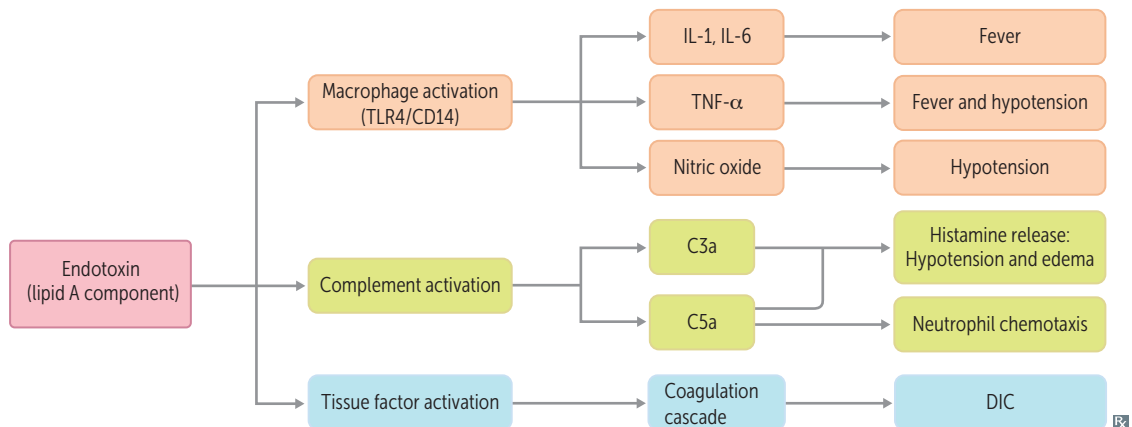 IL-1, IL-6
Fever
Macrophage activation
(TLR4/CD14)
TNF-α
Fever and hypotension
Nitric oxide
Hypotension
Endotoxin
(lipid A component)
Complement activation
C3a
Histamine release:
Hypotension and edema
C5a
Neutrophil chemotaxis
Tissue factor activation
Coagulation
cascade
DIC
Rx